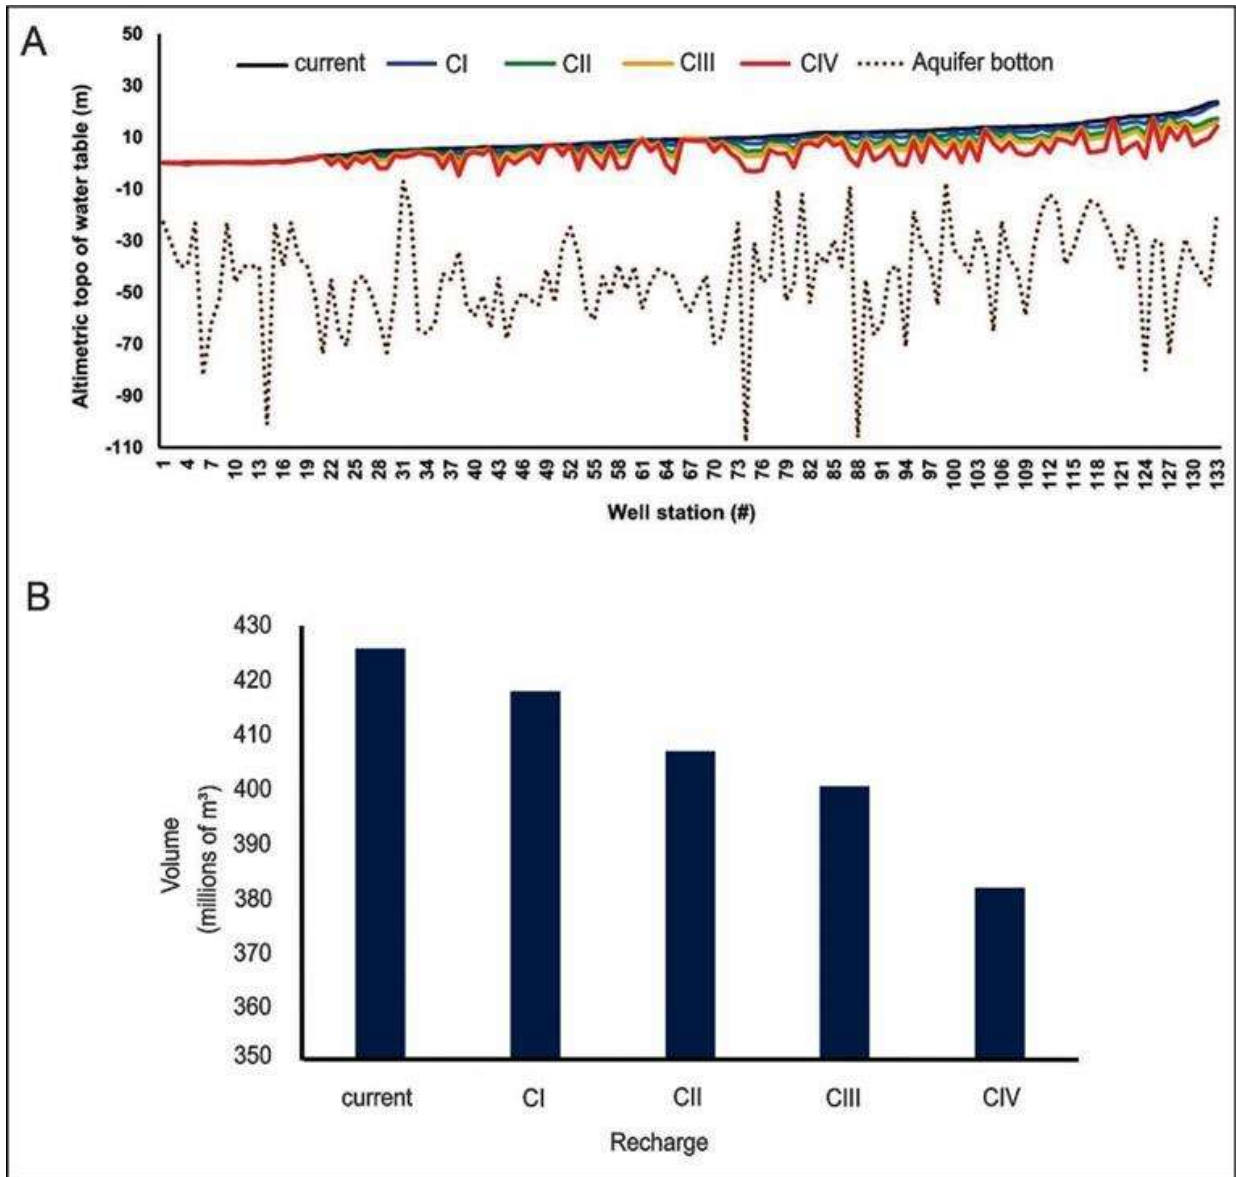 A
50
30
10
-10
-30
-50
-70
-90
-110
Altimetric topo of water table (m)
current CI CII CIII CIV Aquifer botton
1 4 7 10 13 16 19 22 25 28 31 34 37 40 43 46 49 52 55 58 61 64 67 70 73 76 79 82 85 88 91 94 97 100 103 106 109 112 115 118 121 124 127 130 133
Well station (#)
B
430
420
410
400
390
380
370
360
350
Volume
(millions of m³)
current CI CII CIII CIV
Recharge